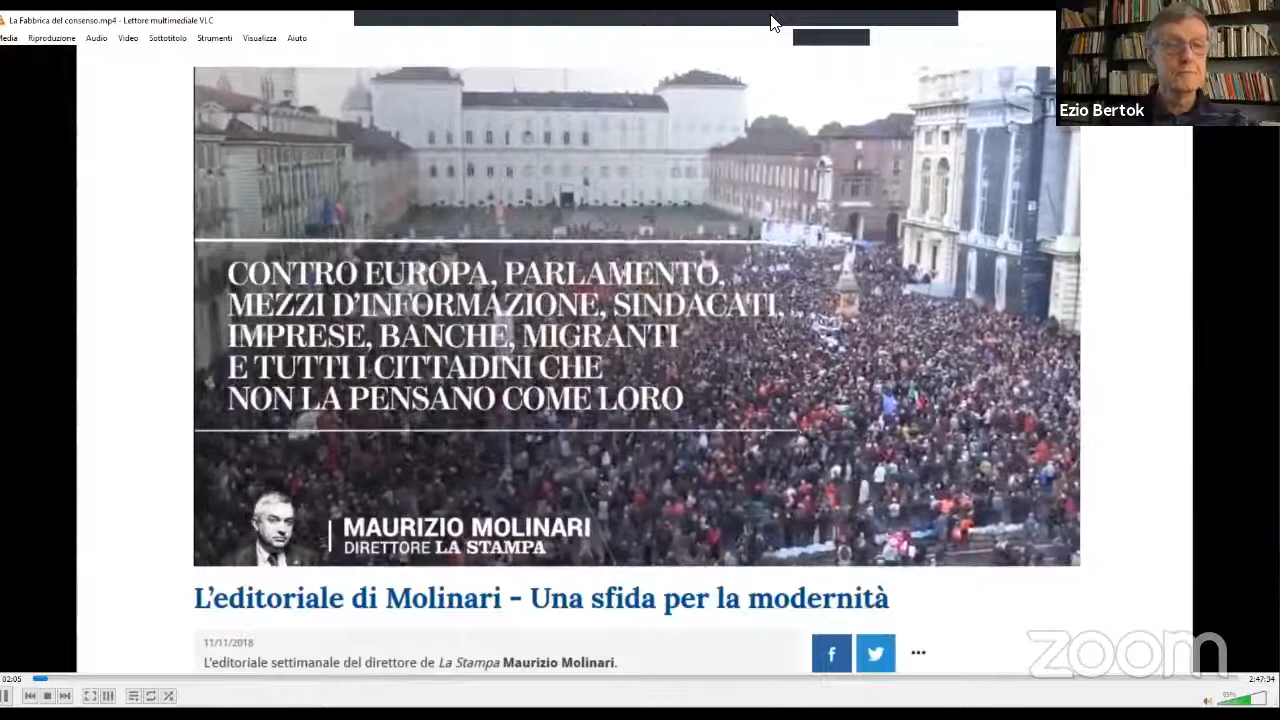 La Fabbrica del consenso.mp4 - Lettore multimediale VLC
Media Riproduzione Audio Video Sottotitolo Strumenti Visualizza Aiuto
Ezio Bertok
CONTRO EUROPA, PARLAMENTO,
MEZZI D'INFORMAZIONE, SINDACATI,
IMPRESE, BANCHE, MIGRANTI
E TUTTI I CITTADINI CHE
NON LA PENSANO COME LORO
MAURIZIO MOLINARI
DIRETTORE LA STAMPA
L'editoriale di Molinari - Una sfida per la modernità
11/11/2018
L'editoriale settimanale del direttore de La Stampa Maurizio Molinari.
f
zoom
02:05
2:47:34
85%